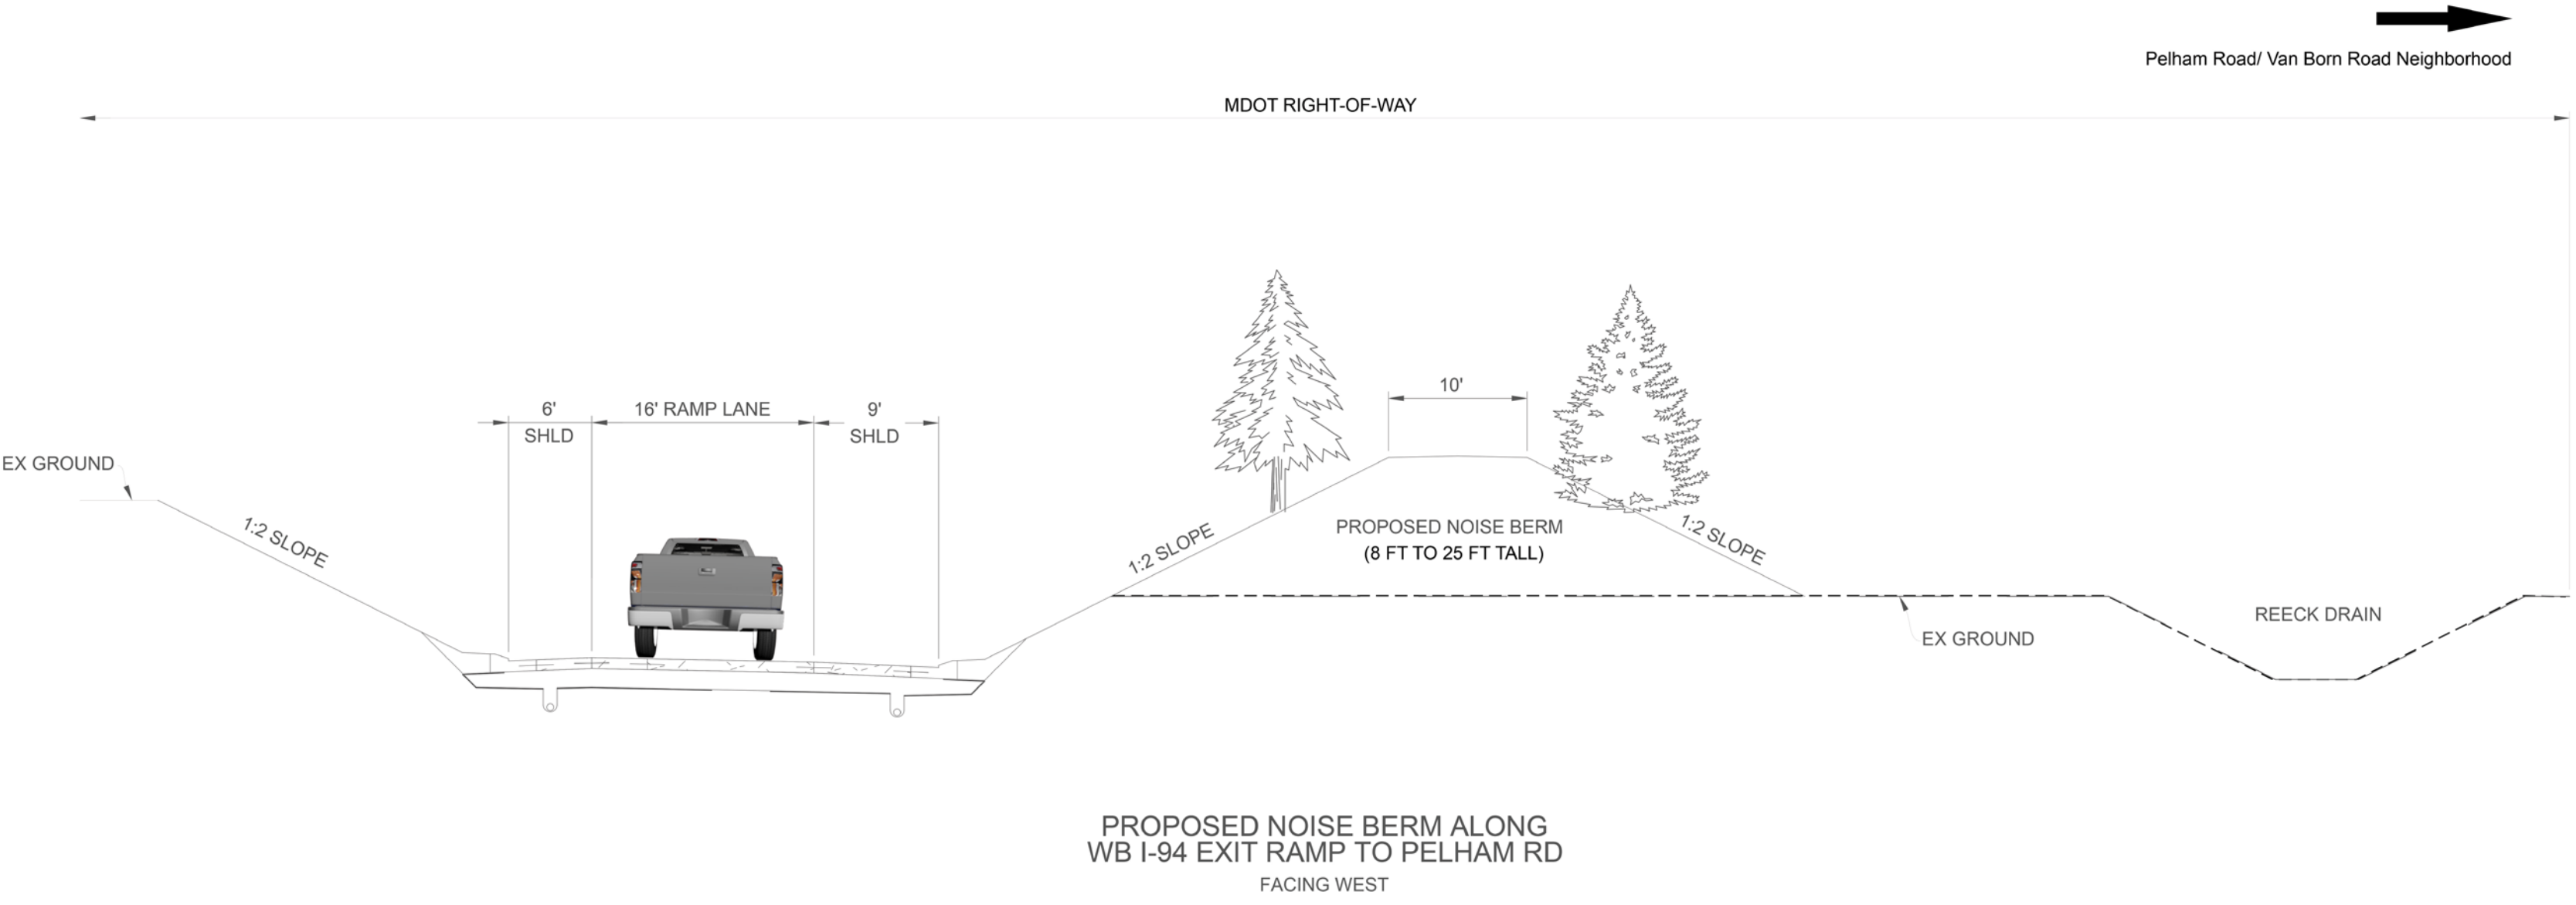 Pelham Road/ Van Born Road Neighborhood
MDOT RIGHT-OF-WAY
10'
6'
16' RAMP LANE
9'
SHLD
SHLD
EX GROUND
1:2 SLOPE
1:2 SLOPE
PROPOSED NOISE BERM
(8 FT TO 25 FT TALL)
1:2 SLOPE
REECK DRAIN
EX GROUND
PROPOSED NOISE BERM ALONG
WB I-94 EXIT RAMP TO PELHAM RD
FACING WEST